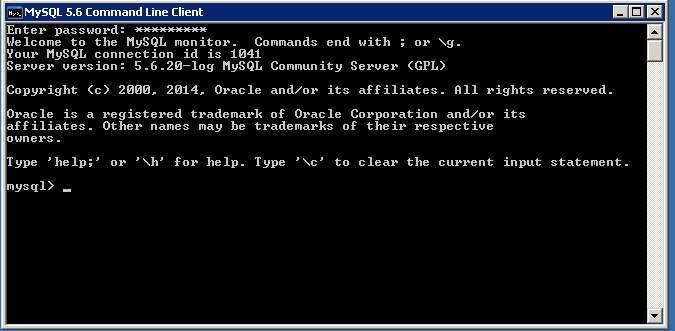 MySQL 5.6 Command Line Client
Enter password: *********
Welcome to the MySQL monitor.  Commands end with ; or \g.
Your MySQL connection id is 1041
Server version: 5.6.20-log MySQL Community Server (GPL)
Copyright (c) 2000, 2014, Oracle and/or its affiliates. All rights reserved.
Oracle is a registered trademark of Oracle Corporation and/or its
affiliates. Other names may be trademarks of their respective
owners.
Type 'help;' or '\h' for help. Type '\c' to clear the current input statement.
mysql> _